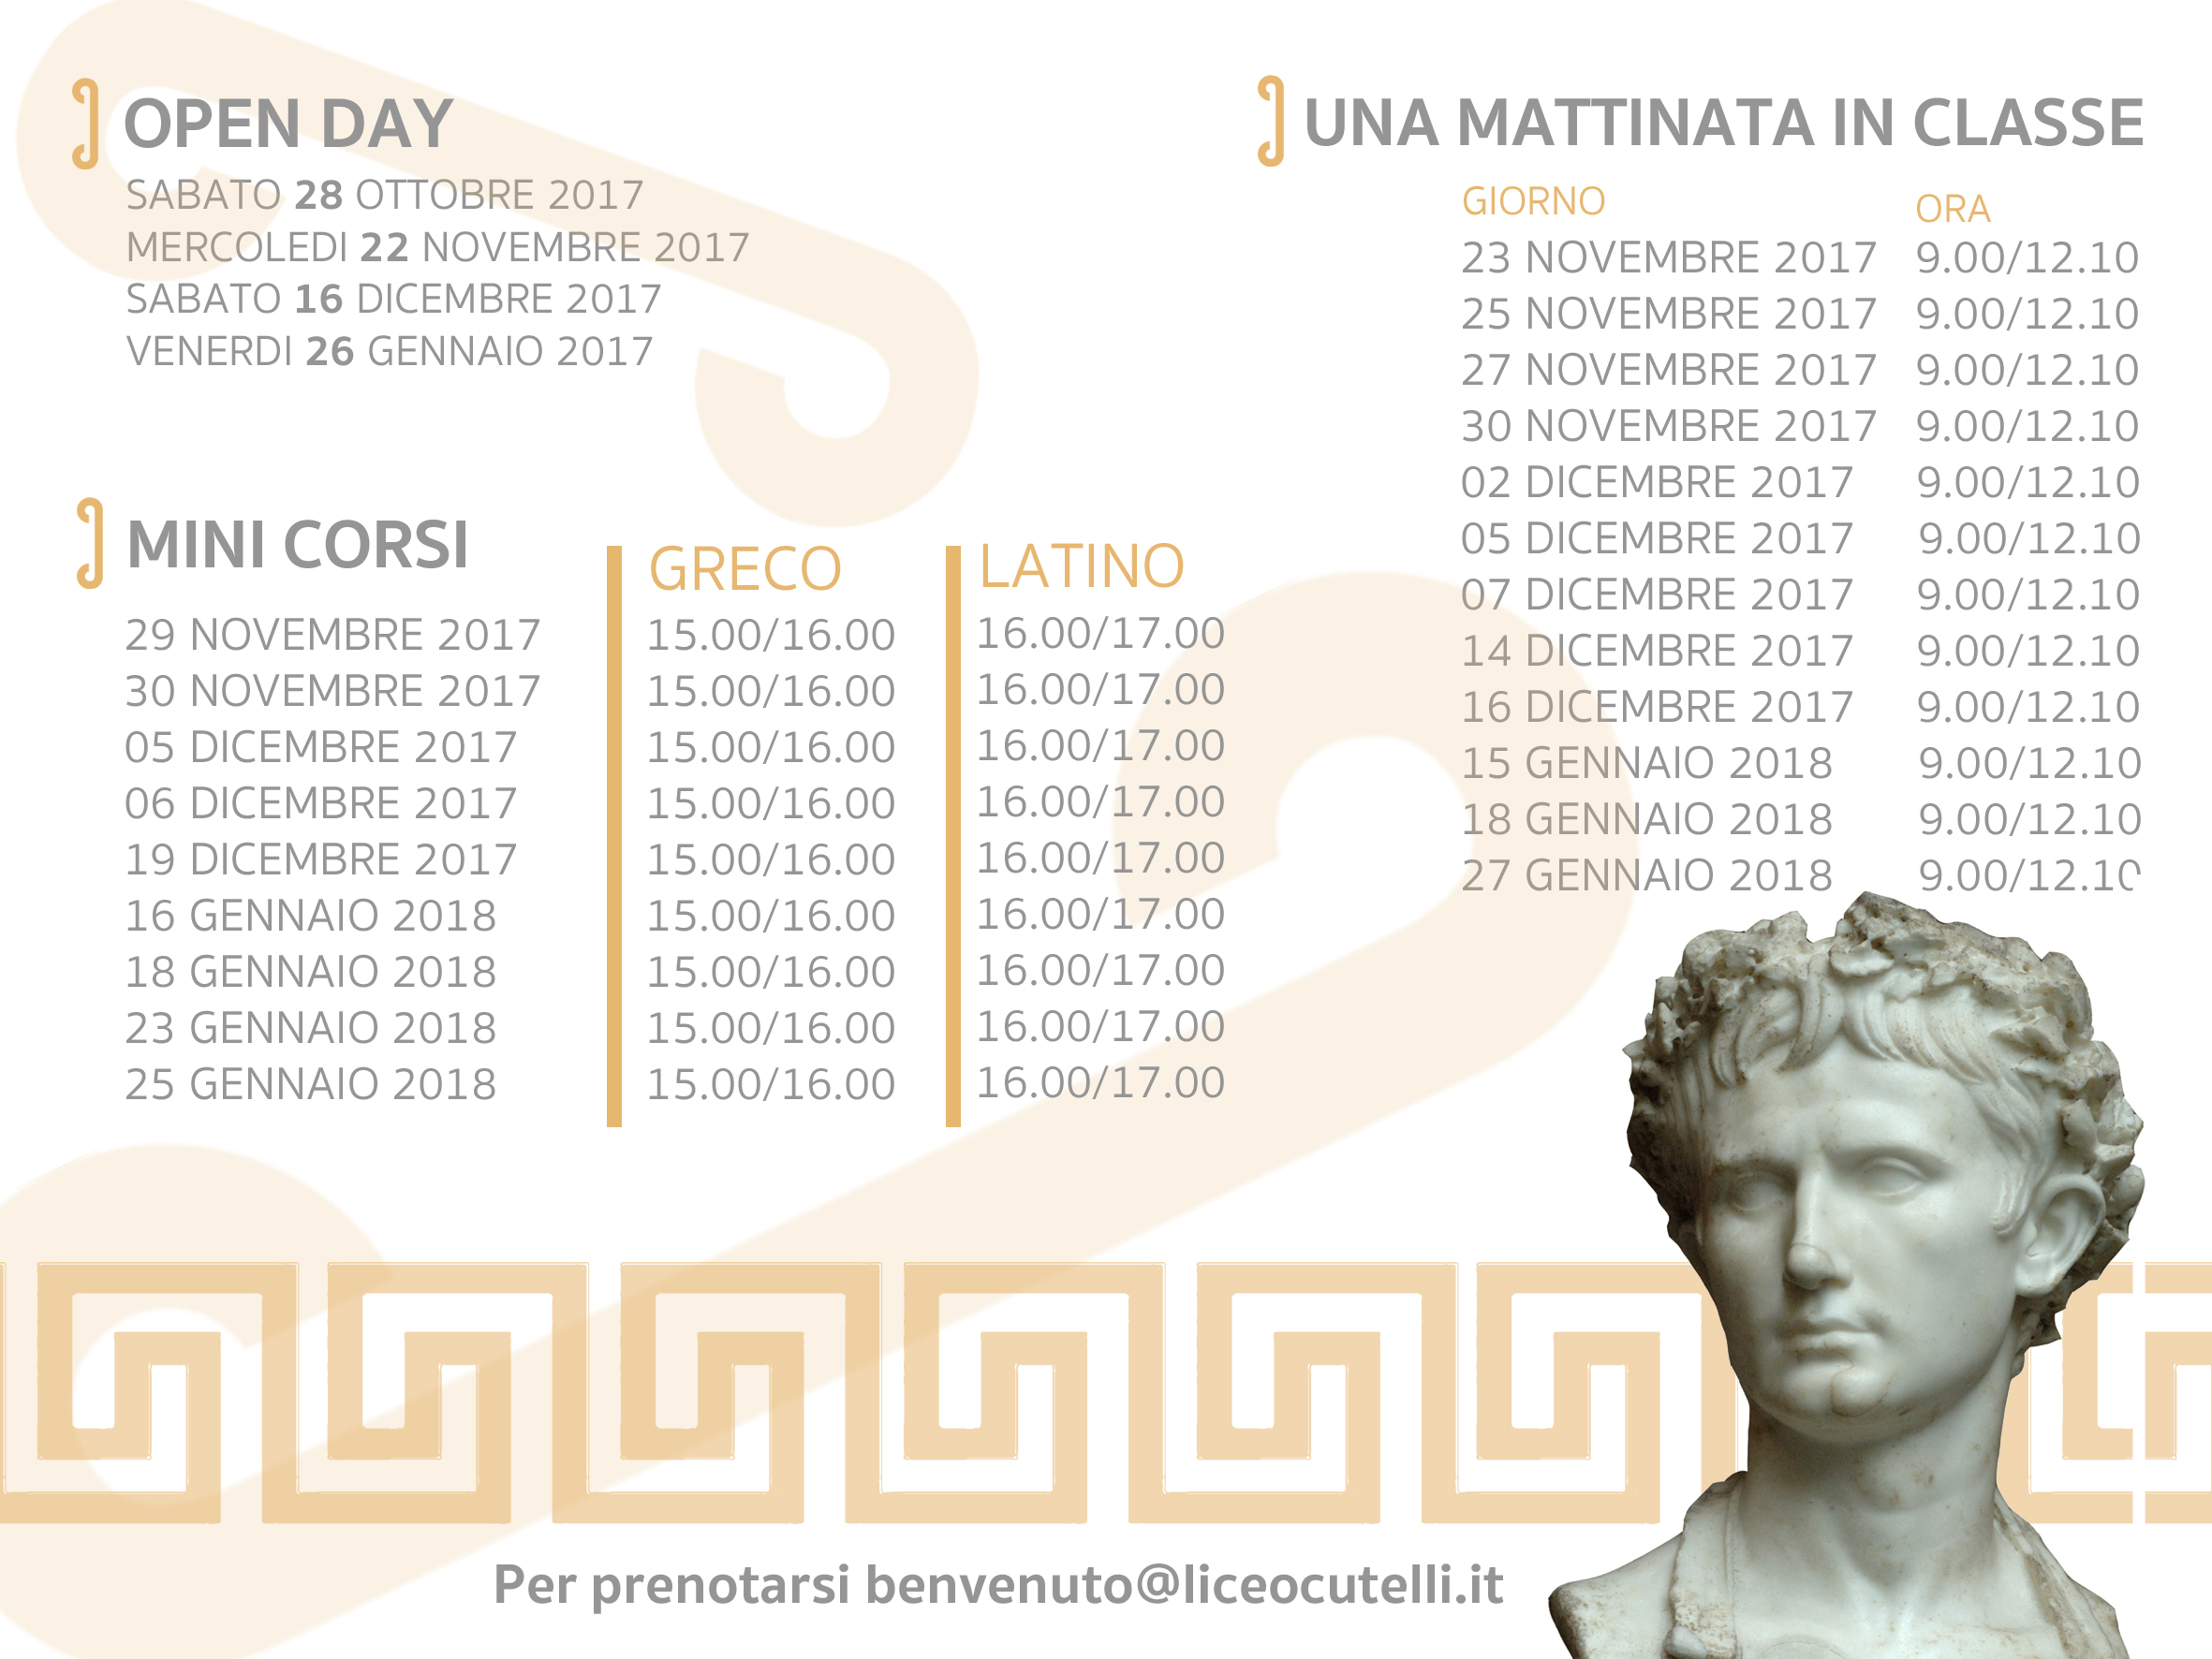 OPEN DAY
SABATO 28 OTTOBRE 2017
MERCOLEDI 22 NOVEMBRE 2017
SABATO 16 DICEMBRE 2017
VENERDI 26 GENNAIO 2017
MINI CORSI GRECO LATINO
29 NOVEMBRE 2017 15.00/16.00 16.00/17.00
30 NOVEMBRE 2017 15.00/16.00 16.00/17.00
05 DICEMBRE 2017 15.00/16.00 16.00/17.00
06 DICEMBRE 2017 15.00/16.00 16.00/17.00
19 DICEMBRE 2017 15.00/16.00 16.00/17.00
16 GENNAIO 2018 15.00/16.00 16.00/17.00
18 GENNAIO 2018 15.00/16.00 16.00/17.00
23 GENNAIO 2018 15.00/16.00 16.00/17.00
25 GENNAIO 2018 15.00/16.00 16.00/17.00
UNA MATTINATA IN CLASSE
GIORNO ORA
23 NOVEMBRE 2017 9.00/12.10
25 NOVEMBRE 2017 9.00/12.10
27 NOVEMBRE 2017 9.00/12.10
30 NOVEMBRE 2017 9.00/12.10
02 DICEMBRE 2017 9.00/12.10
05 DICEMBRE 2017 9.00/12.10
07 DICEMBRE 2017 9.00/12.10
14 DICEMBRE 2017 9.00/12.10
16 DICEMBRE 2017 9.00/12.10
15 GENNAIO 2018 9.00/12.10
18 GENNAIO 2018 9.00/12.10
27 GENNAIO 2018 9.00/12.10
Per prenotarsi benvenuto@liceocutelli.it